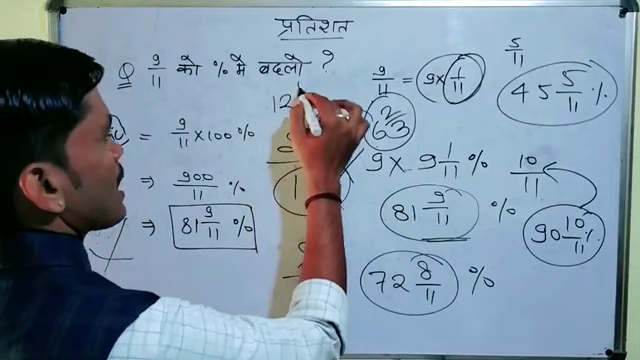 प्रतिशत
Q 9/11 को % मे बदलो ?
= 9/11 × 100 %
⇒ 900/11 %
⇒ 81 9/11 %
12
9/11 = 9 × 1/11
9 × 9 1/11 %
81 9/11 %
72 8/11 %
5/11
45 5/11 %
10/11
90 10/11 %